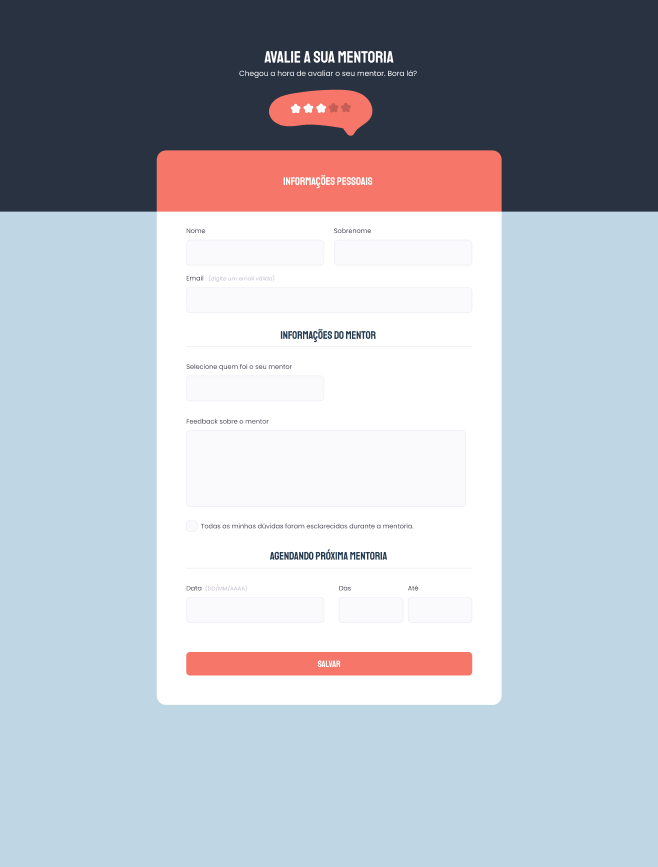 AVALIE A SUA MENTORIA
Chegou a hora de avaliar o seu mentor. Bora lá?
INFORMAÇÕES PESSOAIS
Nome Sobrenome
Email (digite um email válido)
INFORMAÇÕES DO MENTOR
Selecione quem foi o seu mentor
Feedback sobre o mentor
Todas as minhas dúvidas foram esclarecidas durante a mentoria.
AGENDANDO PRÓXIMA MENTORIA
Data (DD/MM/AAAA) Das Até
SALVAR